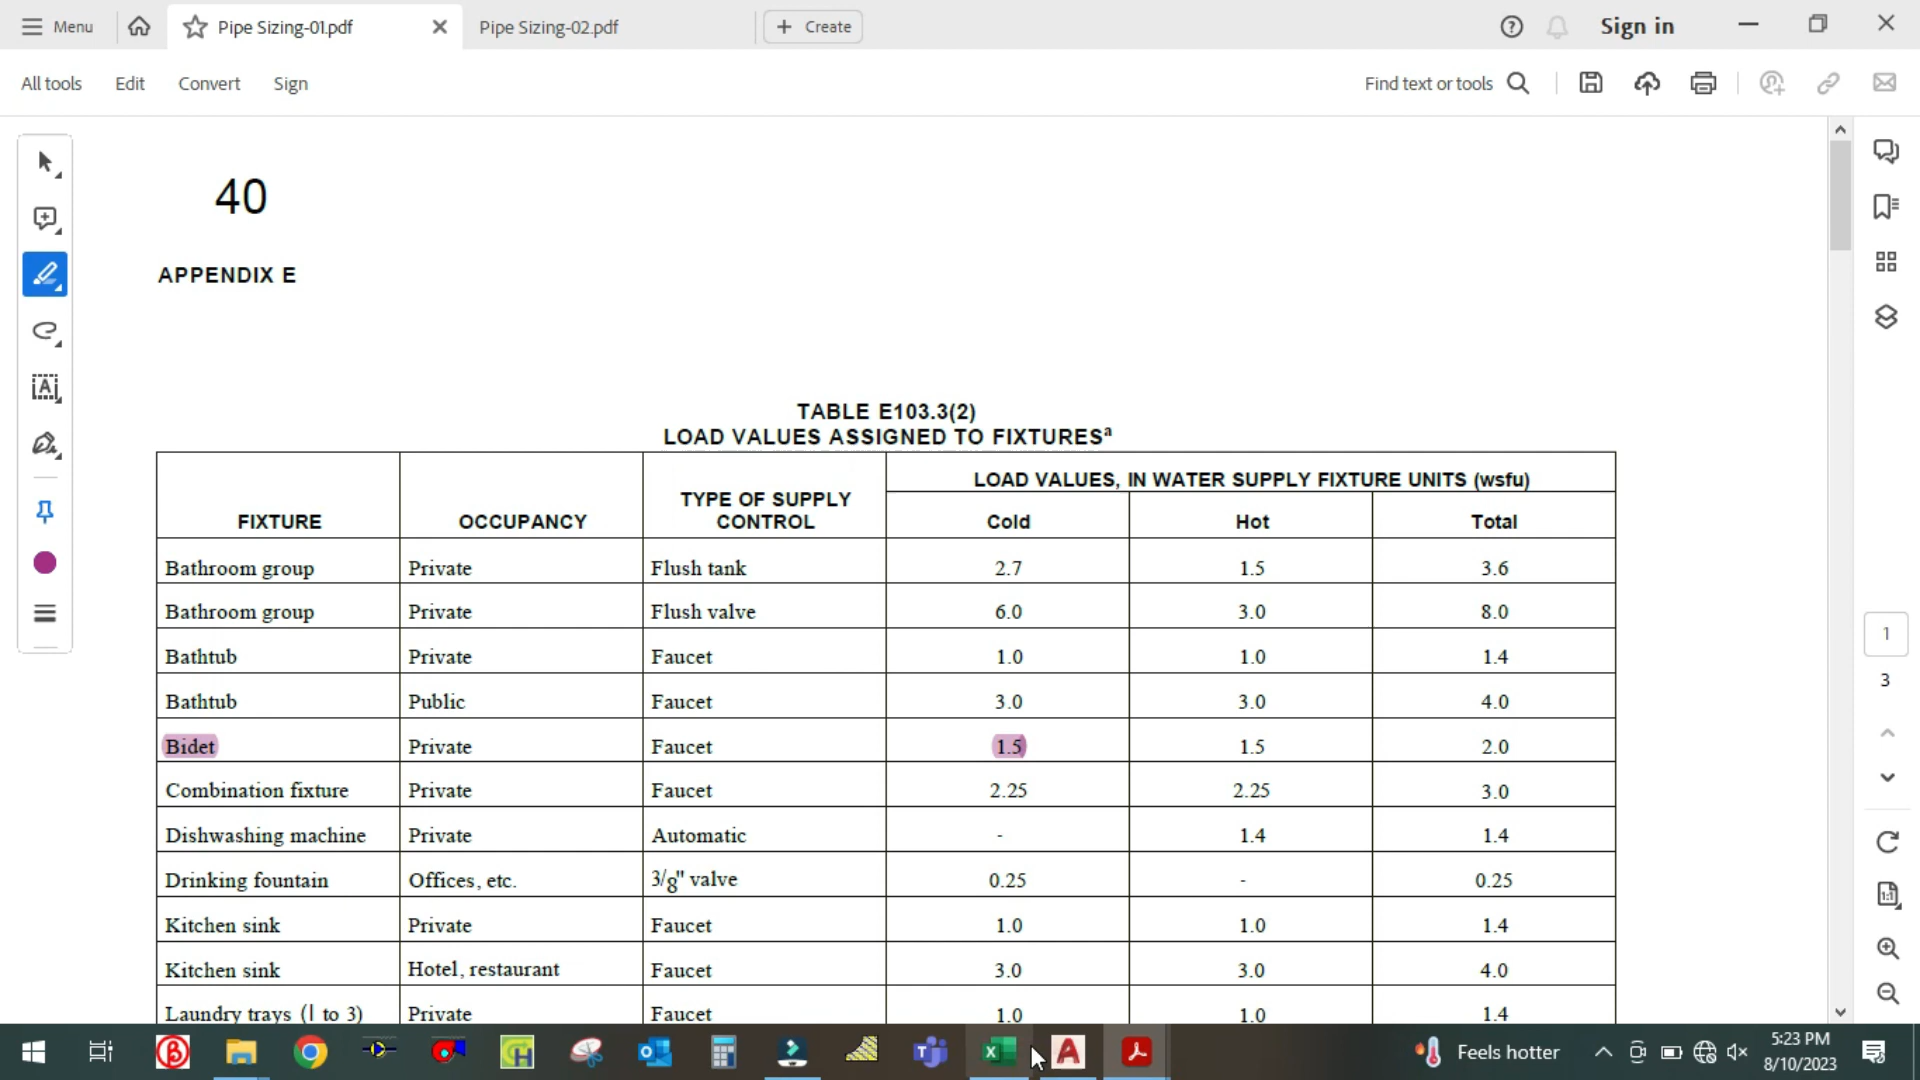 Menu
Pipe Sizing-01.pdf
Pipe Sizing-02.pdf
Create
Sign in
All tools
Edit
Convert
Sign
Find text or tools
40
APPENDIX E
TABLE E103.3(2)
LOAD VALUES ASSIGNED TO FIXTURESa
FIXTURE OCCUPANCY TYPE OF SUPPLY CONTROL LOAD VALUES, IN WATER SUPPLY FIXTURE UNITS (wsfu)
Cold Hot Total
Bathroom group Private Flush tank 2.7 1.5 3.6
Bathroom group Private Flush valve 6.0 3.0 8.0
Bathtub Private Faucet 1.0 1.0 1.4
Bathtub Public Faucet 3.0 3.0 4.0
Bidet Private Faucet 1.5 1.5 2.0
Combination fixture Private Faucet 2.25 2.25 3.0
Dishwashing machine Private Automatic - 1.4 1.4
Drinking fountain Offices, etc. 3/8" valve 0.25 - 0.25
Kitchen sink Private Faucet 1.0 1.0 1.4
Kitchen sink Hotel, restaurant Faucet 3.0 3.0 4.0
Laundry trays (l to 3) Private Faucet 1.0 1.0 1.4
1
3
Feels hotter
5:23 PM
8/10/2023